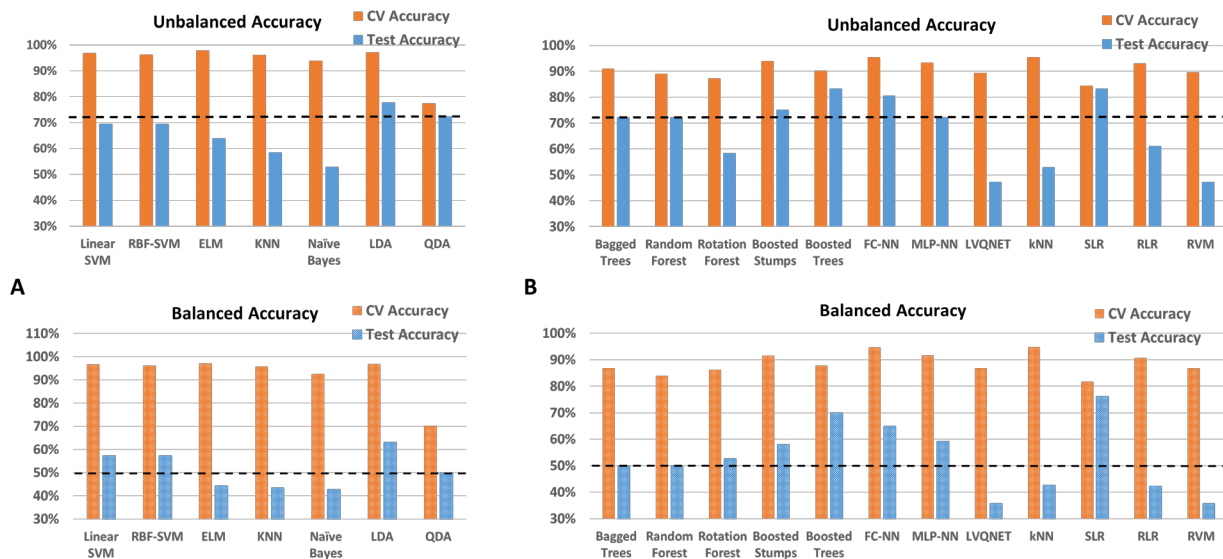 Unbalanced Accuracy
CV Accuracy
Test Accuracy
100%
90%
80%
70%
60%
50%
40%
30%
Linear SVM
RBF-SVM
ELM
KNN
Naïve Bayes
LDA
QDA
A
Balanced Accuracy
CV Accuracy
Test Accuracy
110%
100%
90%
80%
70%
60%
50%
40%
30%
Linear SVM
RBF-SVM
ELM
KNN
Naïve Bayes
LDA
QDA
Unbalanced Accuracy
CV Accuracy
Test Accuracy
100%
90%
80%
70%
60%
50%
40%
30%
Bagged Trees
Random Forest
Rotation Forest
Boosted Stumps
Boosted Trees
FC-NN
MLP-NN
LVQNET
kNN
SLR
RLR
RVM
B
Balanced Accuracy
CV Accuracy
Test Accuracy
100%
90%
80%
70%
60%
50%
40%
30%
Bagged Trees
Random Forest
Rotation Forest
Boosted Stumps
Boosted Trees
FC-NN
MLP-NN
LVQNET
kNN
SLR
RLR
RVM